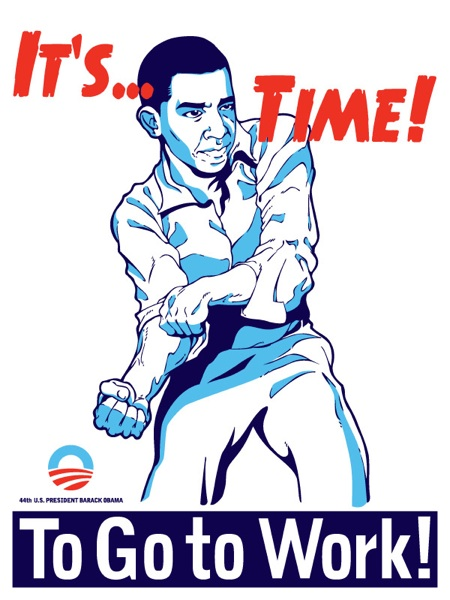 It's...
Time!
44th U.S. PRESIDENT BARACK OBAMA
To Go to Work!